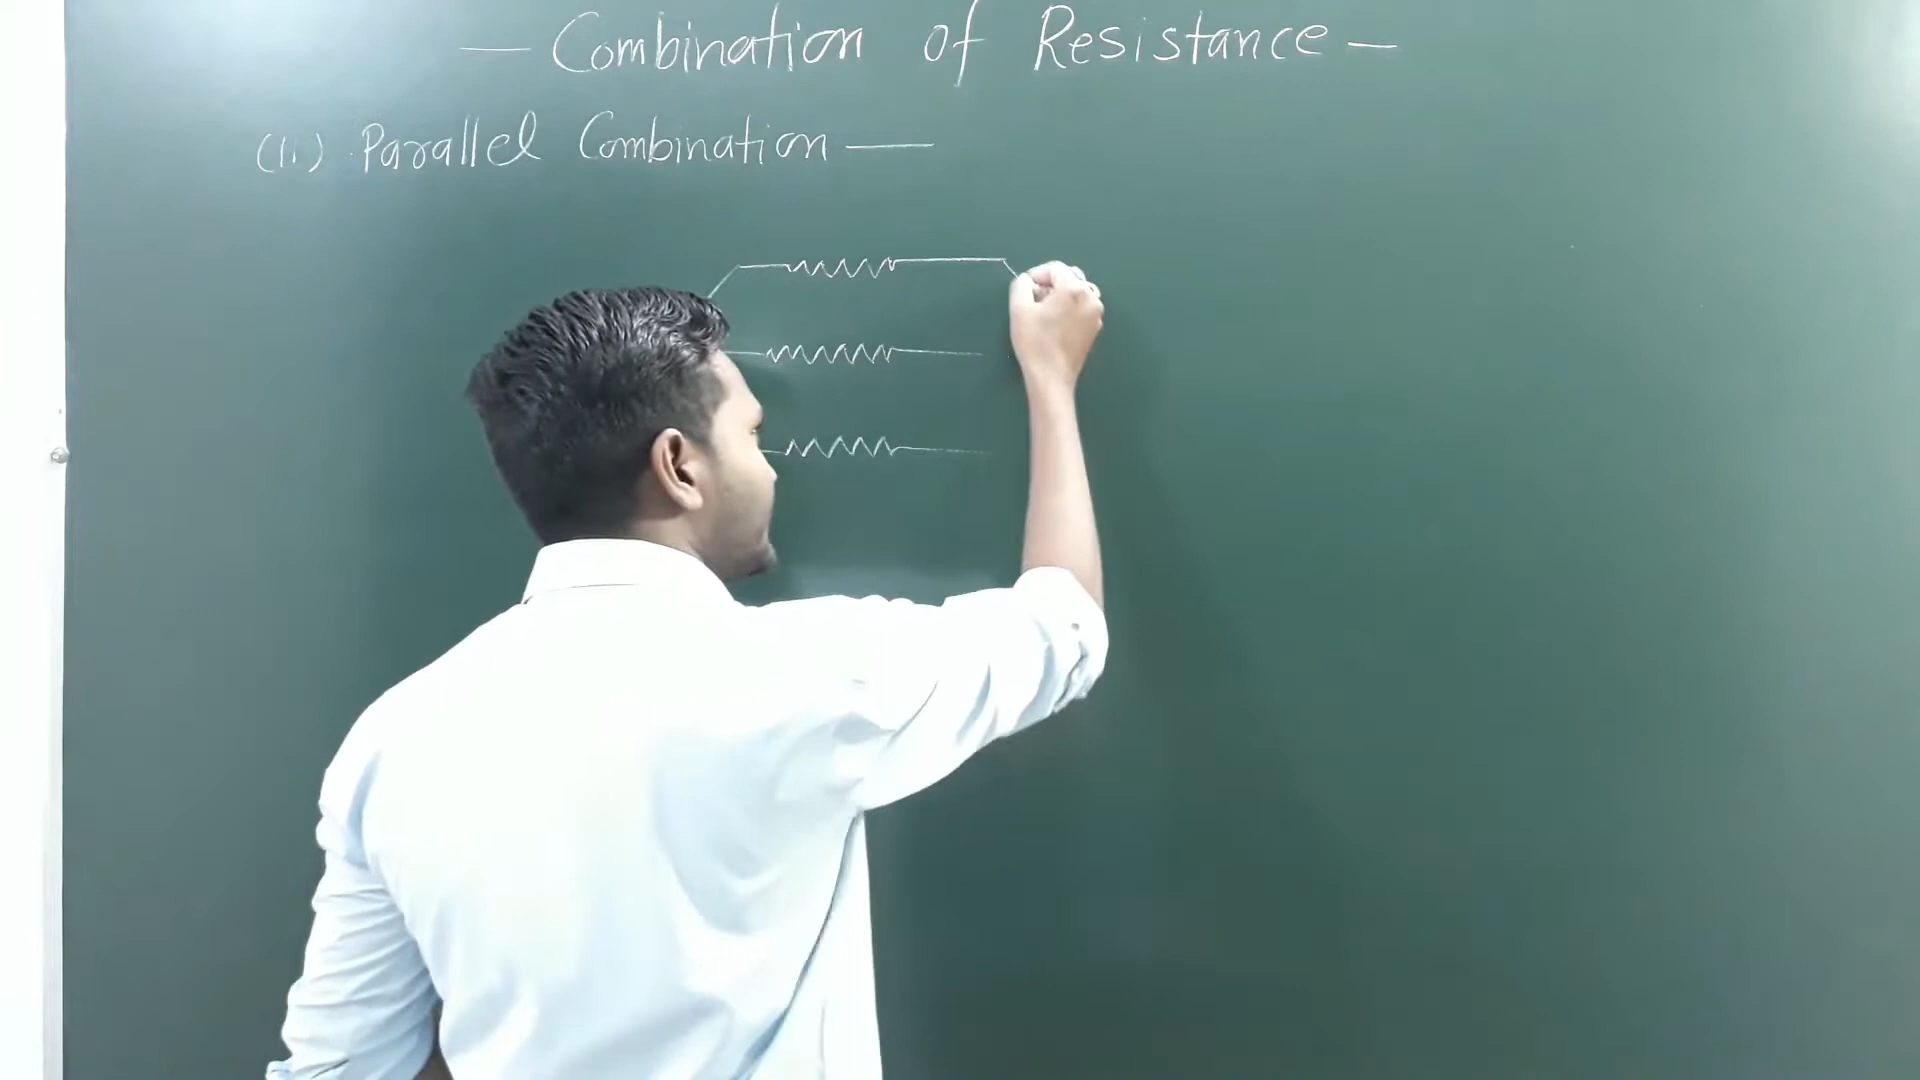 — Combination of Resistance —
(ii) Parallel Combination —